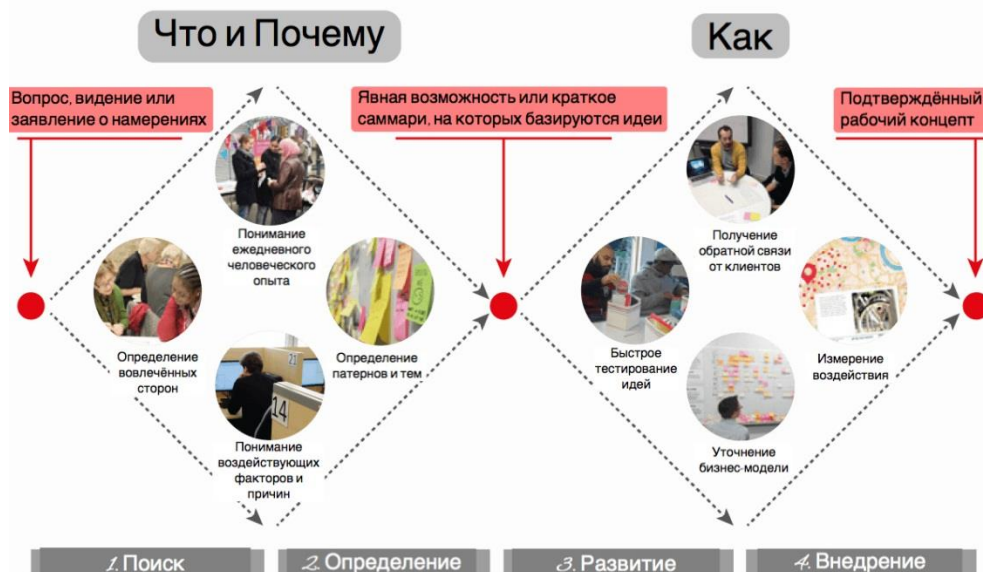 Что и Почему
Как
Вопрос, видение или
заявление о намерениях
Явная возможность или краткое
саммари, на которых базируются идеи
Подтверждённый
рабочий концепт
Понимание
ежедневного
человеческого
опыта
Определение
вовлечённых
сторон
Определение
патернов и тем
21
14
Понимание
воздействующих
факторов и
причин
Получение
обратной связи
от клиентов
Быстрое
тестирование
идей
Измерение
воздействия
Уточнение
бизнес-модели
1. Поиск
2. Определение
3. Развитие
4. Внедрение